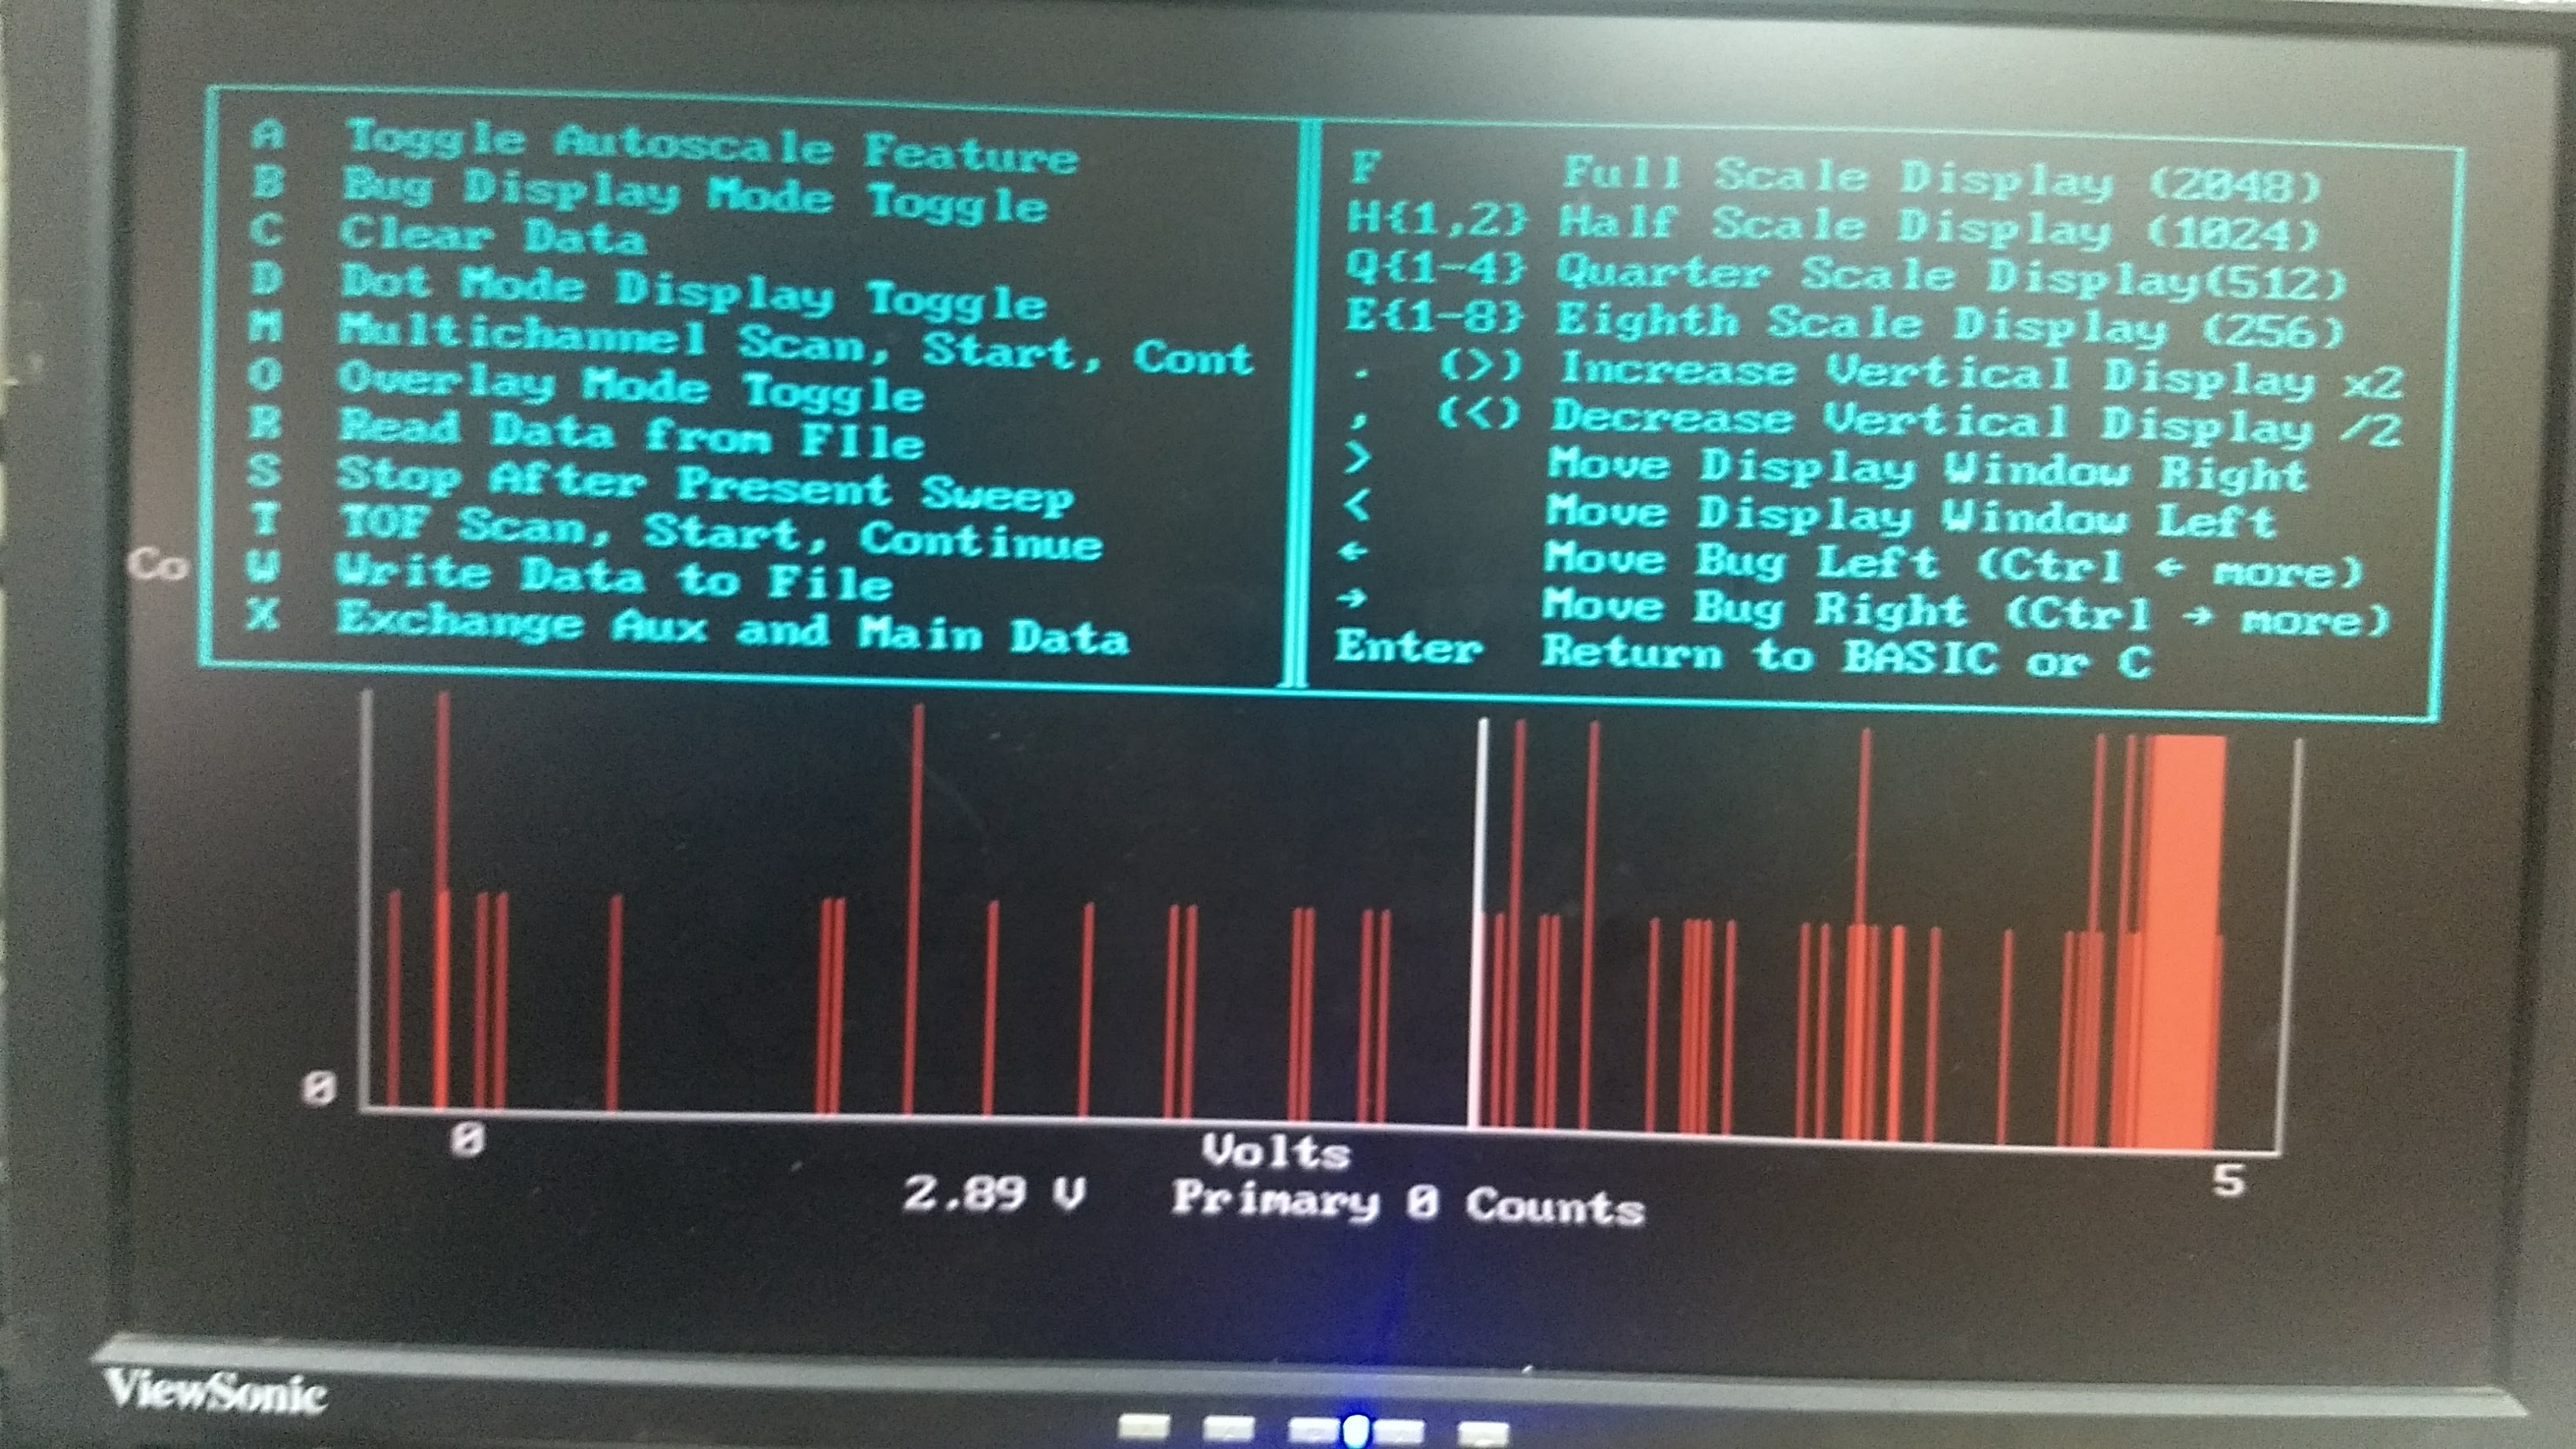 A Toggle Autoscale Feature
B Bug Display Mode Toggle
C Clear Data
D Dot Mode Display Toggle
M Multichannel Scan, Start, Cont
O Overlay Mode Toggle
R Read Data from FIle
S Stop After Present Sweep
T TOF Scan, Start, Continue
W Write Data to File
X Exchange Aux and Main Data
F Full Scale Display (2048)
H{1,2} Half Scale Display (1024)
Q{1-4} Quarter Scale Display(512)
E{1-8} Eighth Scale Display (256)
. (>) Increase Vertical Display x2
, (<) Decrease Vertical Display /2
> Move Display Window Right
< Move Display Window Left
← Move Bug Left (Ctrl ← more)
→ Move Bug Right (Ctrl → more)
Enter Return to BASIC or C
Co
0
0 Volts 5
2.89 V Primary 0 Counts
ViewSonic